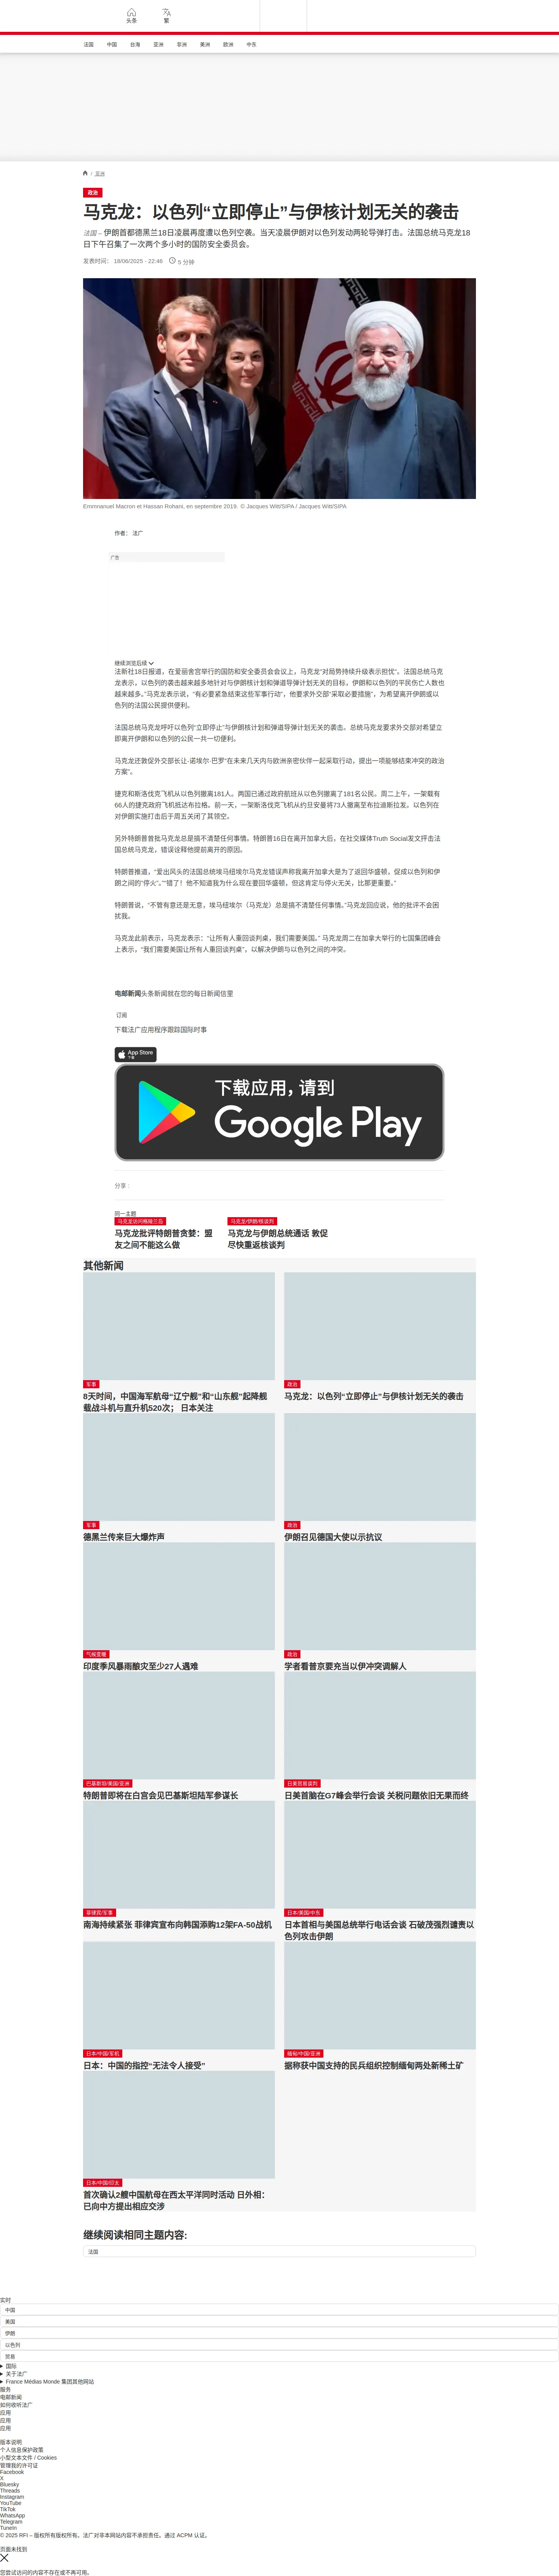 头条
繁
法国
中国
台海
亚洲
非洲
美洲
欧洲
中东
/ 亚洲
政治
马克龙：以色列“立即停止”与伊核计划无关的袭击
法国 – 伊朗首都德黑兰18日凌晨再度遭以色列空袭。当天凌晨伊朗对以色列发动两轮导弹打击。法国总统马克龙18
日下午召集了一次两个多小时的国防安全委员会。
发表时间： 18/06/2025 - 22:46
5 分钟
Emmnanuel Macron et Hassan Rohani, en septembre 2019. © Jacques Witt/SIPA / Jacques Witt/SIPA
作者： 法广
广告
继续浏览后续
法新社18日报道，在爱丽舍宫举行的国防和安全委员会会议上，马克龙“对局势持续升级表示担忧”。法国总统马克
龙表示，以色列的袭击越来越多地针对与伊朗核计划和弹道导弹计划无关的目标，伊朗和以色列的平民伤亡人数也
越来越多。”马克龙表示说，“有必要紧急结束这些军事行动”，他要求外交部“采取必要措施”，为希望离开伊朗或以
色列的法国公民提供便利。
法国总统马克龙呼吁以色列“立即停止”与伊朗核计划和弹道导弹计划无关的袭击。总统马克龙要求外交部对希望立
即离开伊朗和以色列的公民一共一切便利。
马克龙还敦促外交部长让-诺埃尔·巴罗“在未来几天内与欧洲亲密伙伴一起采取行动，提出一项能够结束冲突的政治
方案”。
捷克和斯洛伐克飞机从以色列撤离181人。两国已通过政府航班从以色列撤离了181名公民。周二上午，一架载有
66人的捷克政府飞机抵达布拉格。前一天，一架斯洛伐克飞机从约旦安曼将73人撤离至布拉迪斯拉发。以色列在
对伊朗实施打击后于周五关闭了其领空。
另外特朗普曾批马克龙总是搞不清楚任何事情。特朗普16日在离开加拿大后，在社交媒体Truth Social发文抨击法
国总统马克龙，错误诠释他提前离开的原因。
特朗普推道，“爱出风头的法国总统埃马纽埃尔马克龙错误声称我离开加拿大是为了返回华盛顿，促成以色列和伊
朗之间的“停火”。”“错了！他不知道我为什么现在要回华盛顿，但这肯定与停火无关，比那更重要。”
特朗普说，“不管有意还是无意，埃马纽埃尔（马克龙）总是搞不清楚任何事情。”马克龙回应说，他的批评不会困
扰我。
马克龙此前表示，马克龙表示：“让所有人重回谈判桌，我们需要美国。” 马克龙周二在加拿大举行的七国集团峰会
上表示，“我们需要美国让所有人重回谈判桌”，以解决伊朗与以色列之间的冲突。
电邮新闻头条新闻就在您的每日新闻信里
订阅
下载法广应用程序跟踪国际时事
App Store
下载
下载应用，请到
Google Play
分享 :
同一主题
马克龙访问格陵兰岛
马克龙批评特朗普贪婪：盟
友之间不能这么做
马克龙/伊朗/核谈判
马克龙与伊朗总统通话 敦促
尽快重返核谈判
其他新闻
军事
8天时间，中国海军航母“辽宁舰”和“山东舰”起降舰
载战斗机与直升机520次； 日本关注
政治
马克龙：以色列“立即停止”与伊核计划无关的袭击
军事
德黑兰传来巨大爆炸声
政治
伊朗召见德国大使以示抗议
气候变暖
印度季风暴雨酿灾至少27人遇难
政治
学者看普京要充当以伊冲突调解人
巴基斯坦/美国/亚洲
特朗普即将在白宫会见巴基斯坦陆军参谋长
日美贸易谈判
日美首脑在G7峰会举行会谈 关税问题依旧无果而终
菲律宾/军事
南海持续紧张 菲律宾宣布向韩国添购12架FA-50战机
日本/美国/中东
日本首相与美国总统举行电话会谈 石破茂强烈谴责以
色列攻击伊朗
日本/中国/军机
日本：中国的指控“无法令人接受”
缅甸/中国/亚洲
据称获中国支持的民兵组织控制缅甸两处新稀土矿
日本/中国/印太
首次确认2艘中国航母在西太平洋同时活动 日外相：
已向中方提出相应交涉
继续阅读相同主题内容:
法国
实时
中国
美国
伊朗
以色列
贸易
国际
关于法广
France Médias Monde 集团其他网站
服务
电邮新闻
如何收听法广
应用
应用
应用
版本说明
个人信息保护政策
小型文本文件 / Cookies
管理我的许可证
Facebook
X
Bluesky
Threads
Instagram
YouTube
TikTok
WhatsApp
Telegram
TuneIn
© 2025 RFI – 版权所有版权所有。法广对非本网站内容不承担责任。通过 ACPM 认证。
页面未找到
您尝试访问的内容不存在或不再可用。